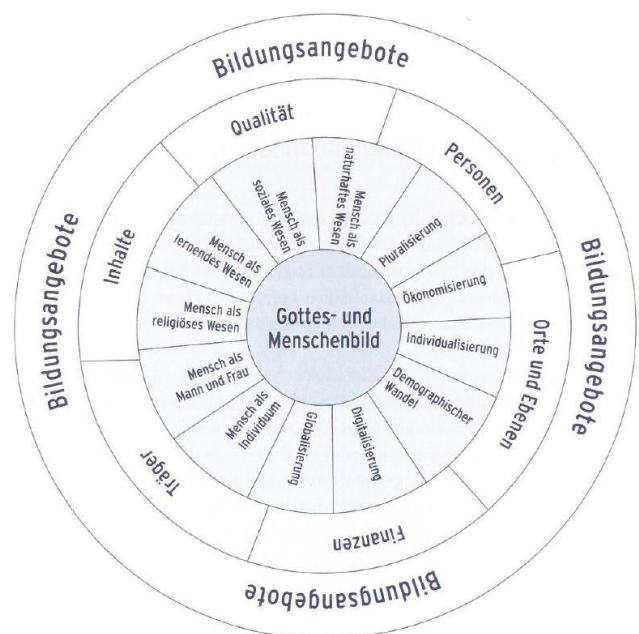 Bildungsangebote
Bildungsangebote
Bildungsangebote
Bildungsangebote
Qualität
Personen
Orte und Ebenen
Finanzen
Träger
Inhalte
Mensch als
naturhaftes Wesen
Pluralisierung
Ökonomisierung
Individualisierung
Demographischer
Wandel
Digitalisierung
Globalisierung
Mensch als
Individuum
Mensch als
Mann und Frau
Mensch als
religiöses Wesen
Mensch als
lernendes Wesen
Mensch als
soziales Wesen
Gottes- und
Menschenbild